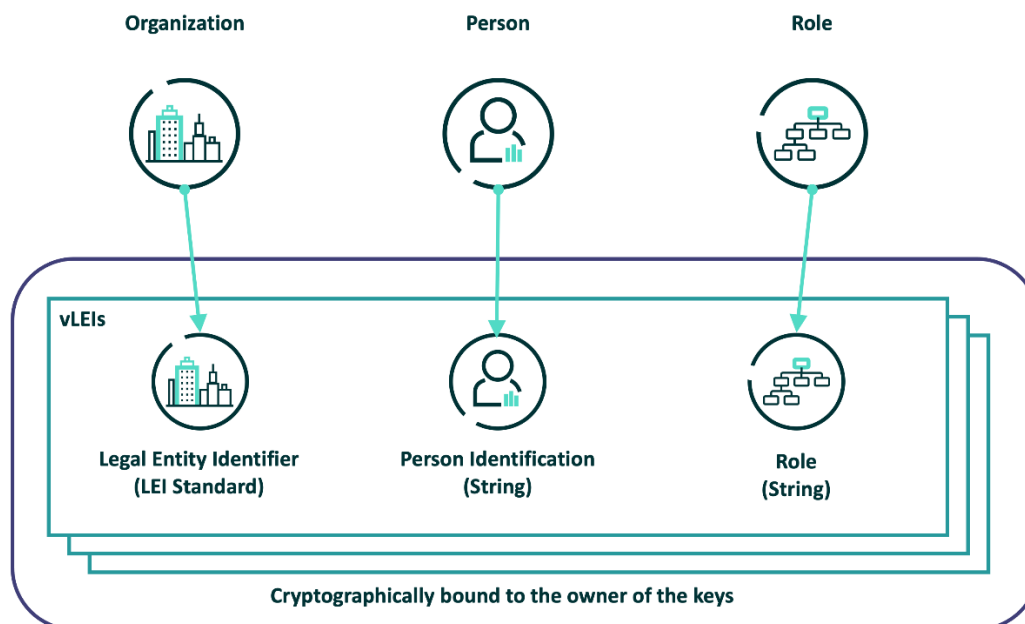 Organization
Person
Role
vLEIs
Legal Entity Identifier
(LEI Standard)
Person Identification
(String)
Role
(String)
Cryptographically bound to the owner of the keys